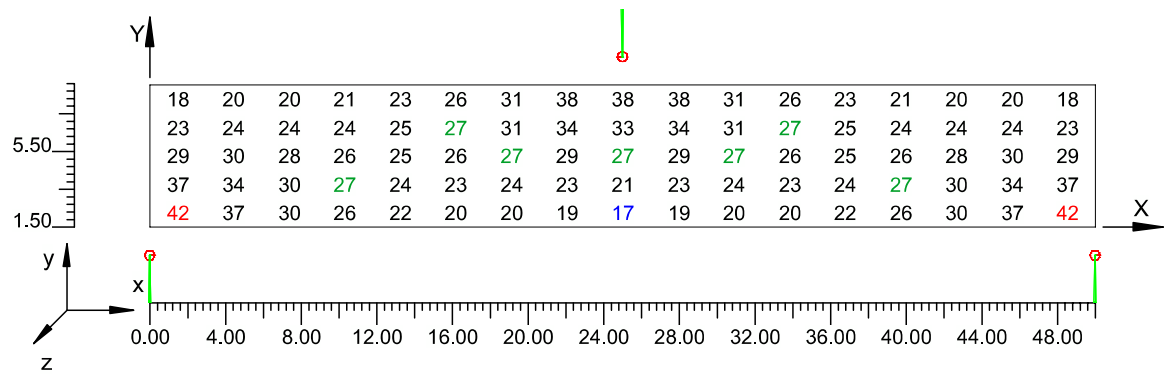 Y
18 20 20 21 23 26 31 38 38 38 31 26 23 21 20 20 18
23 24 24 24 25 27 31 34 33 34 31 27 25 24 24 24 23
5.50 29 30 28 26 25 26 27 29 27 29 27 26 25 26 28 30 29
37 34 30 27 24 23 24 23 21 23 24 23 24 27 30 34 37
1.50 42 37 30 26 22 20 20 19 17 19 20 20 22 26 30 37 42
X
y
x
0.00 4.00 8.00 12.00 16.00 20.00 24.00 28.00 32.00 36.00 40.00 44.00 48.00
z